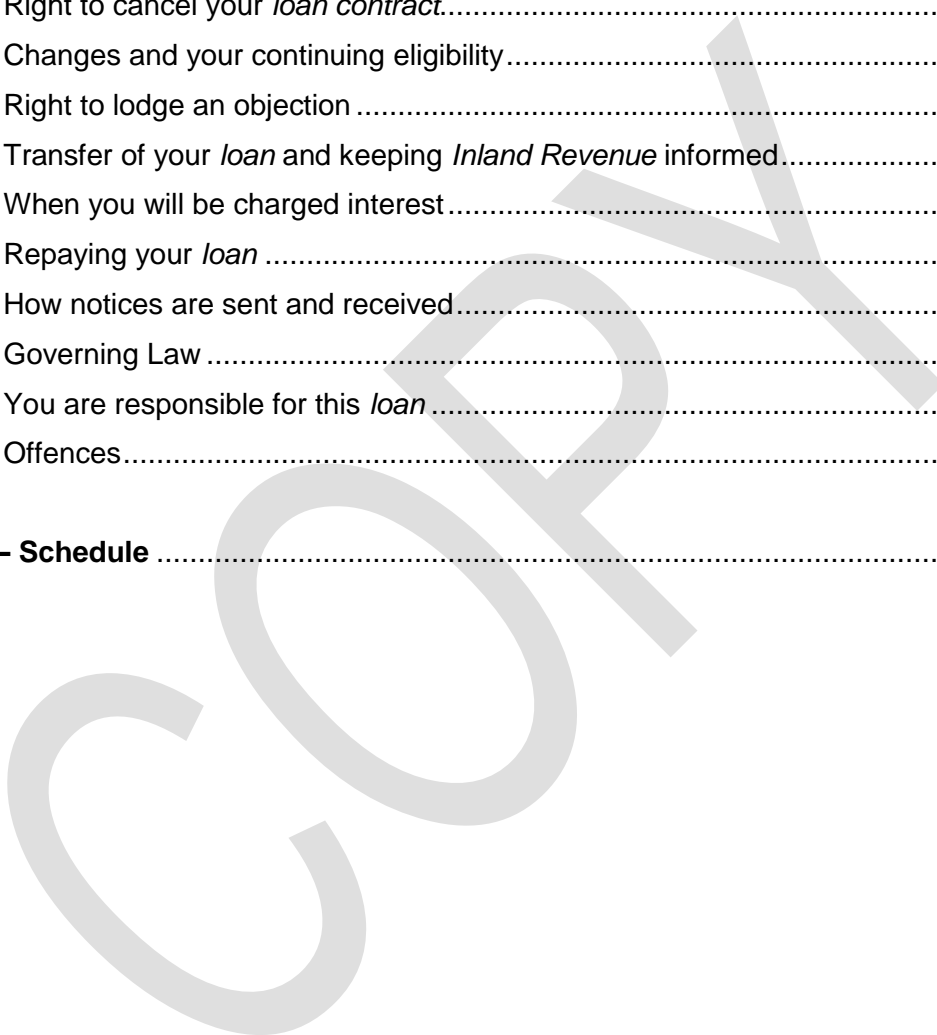 Right to cancel your loan contract..................................................................
Changes and your continuing eligibility..........................................................
Right to lodge an objection ............................................................................
Transfer of your loan and keeping Inland Revenue informed.........................
When you will be charged interest..................................................................
Repaying your loan ........................................................................................
How notices are sent and received.................................................................
Governing Law ...............................................................................................
You are responsible for this loan ....................................................................
Offences..........................................................................................................
– Schedule ......................................................................................................
COPY